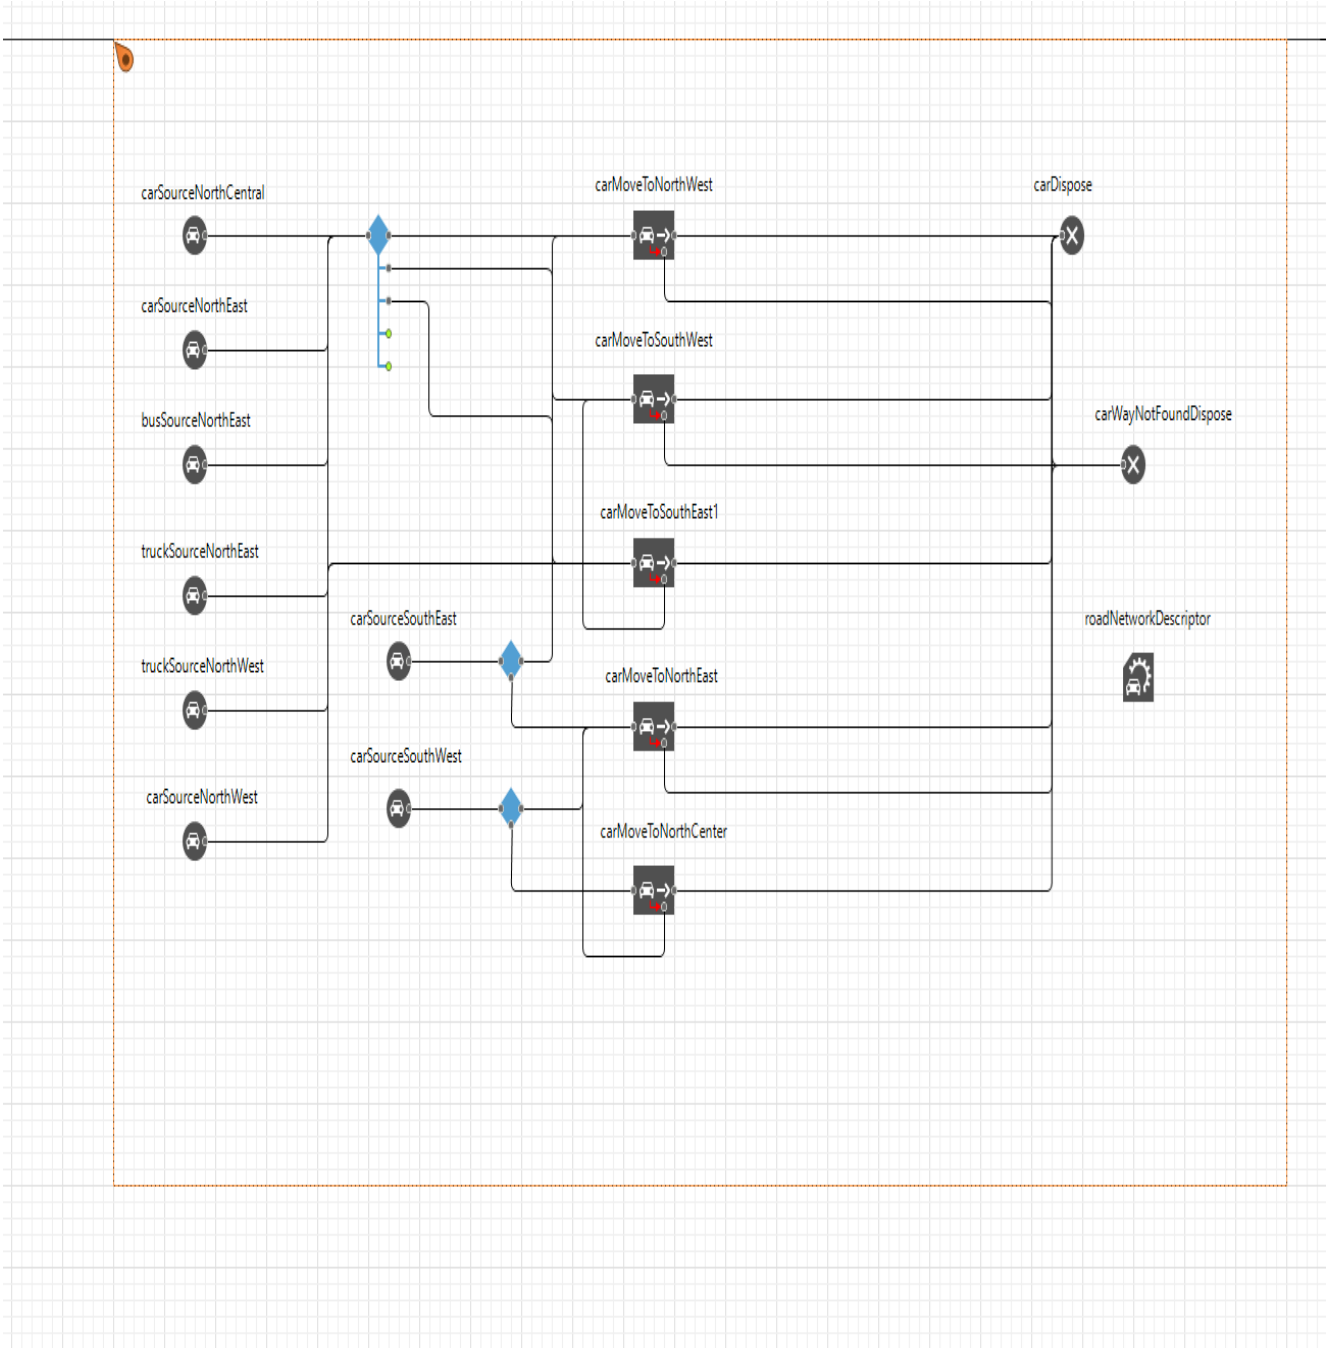 carSourceNorthCentral
carMoveToNorthWest
carDispose
carSourceNorthEast
carMoveToSouthWest
busSourceNorthEast
carWayNotFoundDispose
carMoveToSouthEast1
truckSourceNorthEast
carSourceSouthEast
roadNetworkDescriptor
truckSourceNorthWest
carMoveToNorthEast
carSourceSouthWest
carSourceNorthWest
carMoveToNorthCenter